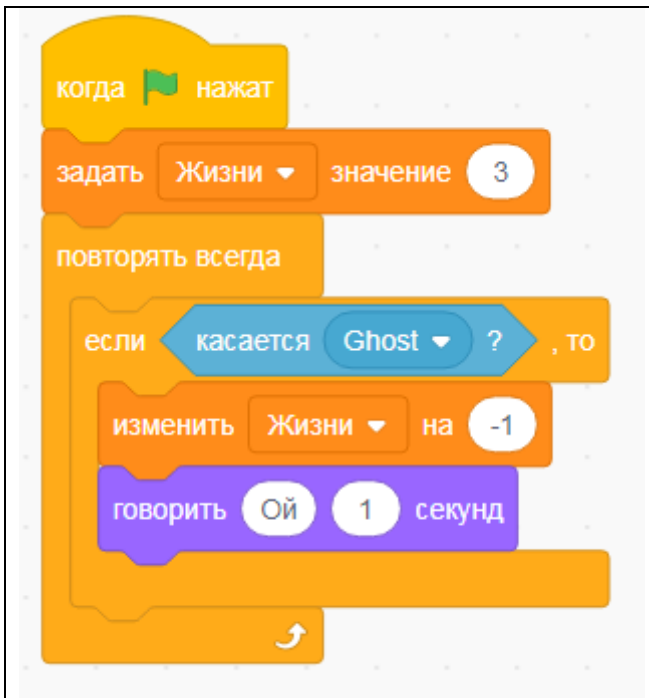 когда нажат
задать Жизни значение 3
повторять всегда
если касается Ghost ? , то
изменить Жизни на -1
говорить Ой 1 секунд